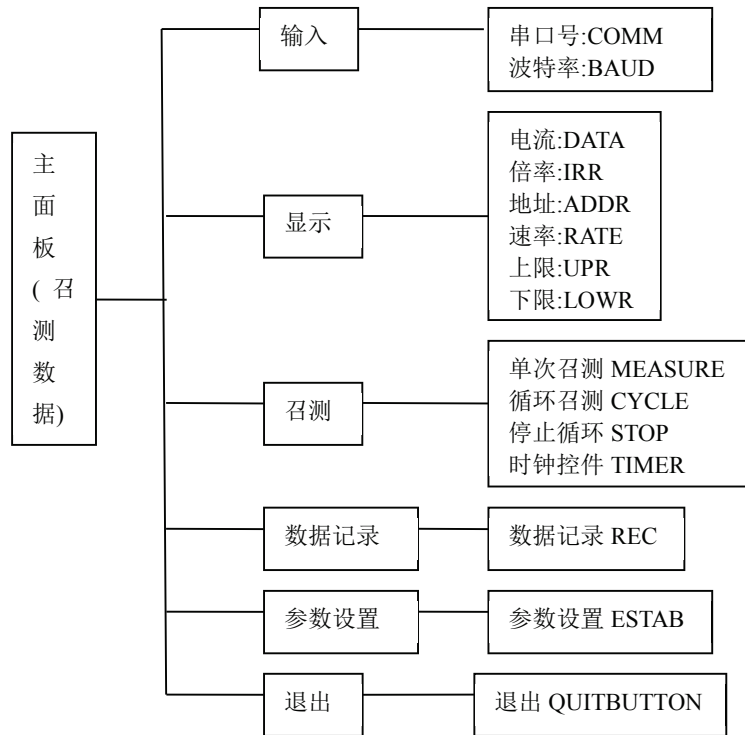 主
面
板
( 召
测
数
据)
输入
串口号:COMM
波特率:BAUD
显示
电流:DATA
倍率:IRR
地址:ADDR
速率:RATE
上限:UPR
下限:LOWR
召测
单次召测 MEASURE
循环召测 CYCLE
停止循环 STOP
时钟控件 TIMER
数据记录
数据记录 REC
参数设置
参数设置 ESTAB
退出
退出 QUITBUTTON